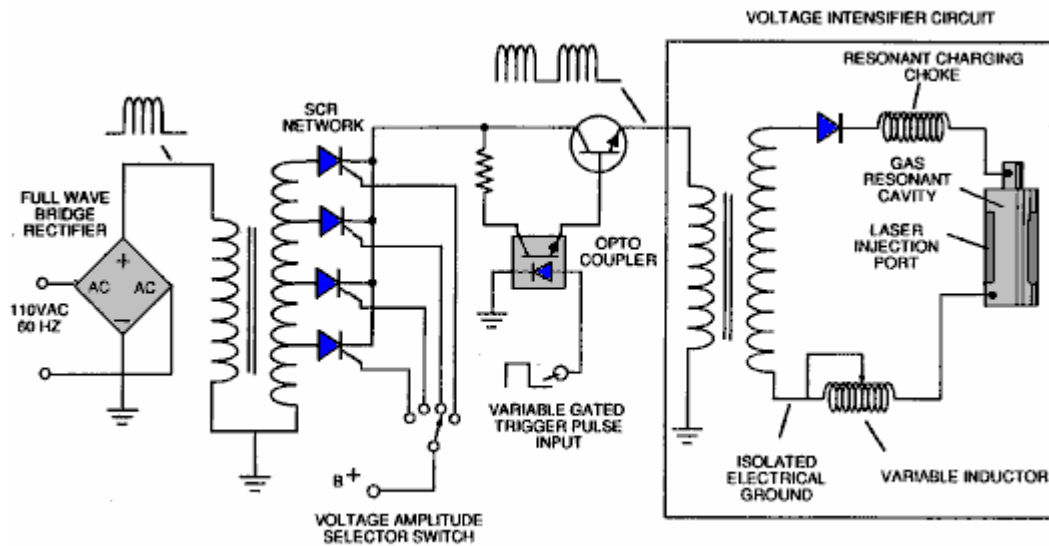 VOLTAGE INTENSIFIER CIRCUIT
RESONANT CHARGING
CHOKE
SCR
NETWORK
GAS
RESONANT
CAVITY
FULL WAVE
BRIDGE
RECTIFIER
OPTO
COUPLER
LASER
INJECTION
PORT
+
AC AC
−
110VAC
60 HZ
VARIABLE GATED
TRIGGER PULSE
INPUT
B+
ISOLATED
ELECTRICAL
GROUND
VARIABLE INDUCTOR
VOLTAGE AMPLITUDE
SELECTOR SWITCH